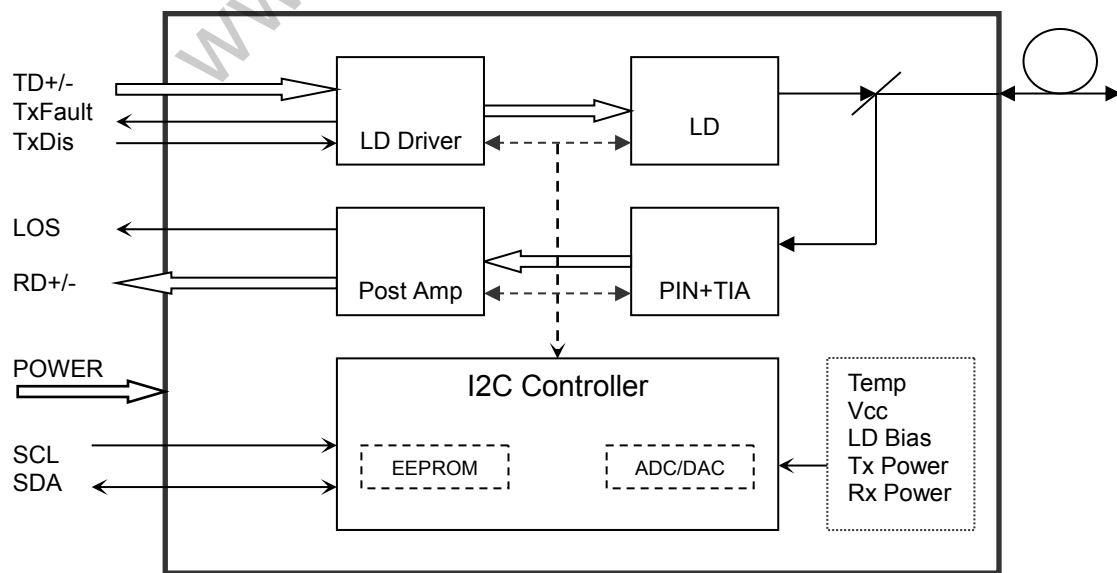 WW
TD+/-
TxFault
TxDis
LD Driver
LD
LOS
RD+/-
Post Amp
PIN+TIA
POWER
SCL
SDA
I2C Controller
EEPROM
ADC/DAC
Temp
Vcc
LD Bias
Tx Power
Rx Power